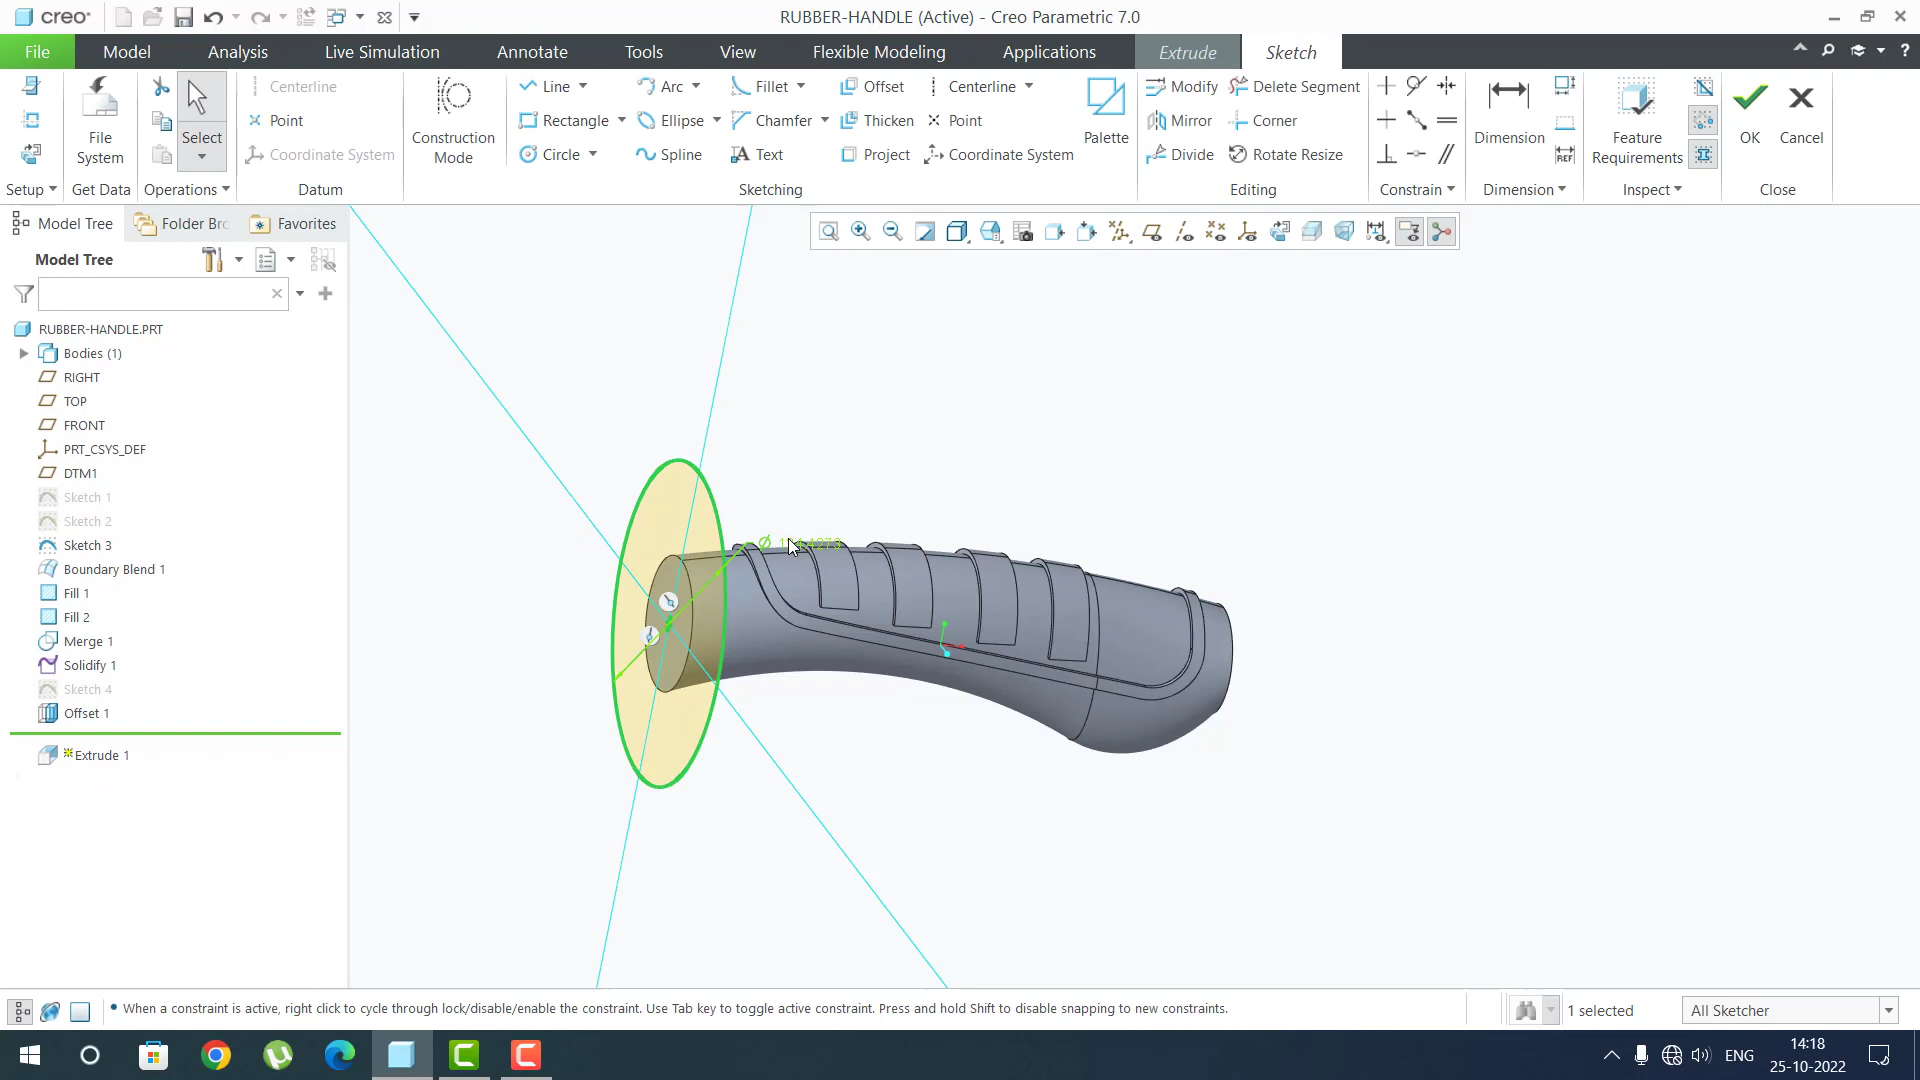 creo®
RUBBER-HANDLE (Active) - Creo Parametric 7.0
File
Model
Analysis
Live Simulation
Annotate
Tools
View
Flexible Modeling
Applications
Extrude
Sketch
File
System
Select
Centerline
Point
Coordinate System
Construction
Mode
Line
Rectangle
Circle
Arc
Ellipse
Spline
Fillet
Chamfer
Text
Offset
Thicken
Project
Centerline
Point
Coordinate System
Palette
Modify
Mirror
Divide
Delete Segment
Corner
Rotate Resize
Dimension
REF
Feature
Requirements
OK
Cancel
Setup
Get Data
Operations
Datum
Sketching
Editing
Constrain
Dimension
Inspect
Close
Model Tree
Folder Brc
Favorites
Model Tree
RUBBER-HANDLE.PRT
Bodies (1)
RIGHT
TOP
FRONT
PRT_CSYS_DEF
DTM1
Sketch 1
Sketch 2
Sketch 3
Boundary Blend 1
Fill 1
Fill 2
Merge 1
Solidify 1
Sketch 4
Offset 1
Extrude 1
• When a constraint is active, right click to cycle through lock/disable/enable the constraint. Use Tab key to toggle active constraint. Press and hold Shift to disable snapping to new constraints.
1 selected
All Sketcher
ENG
14:18
25-10-2022